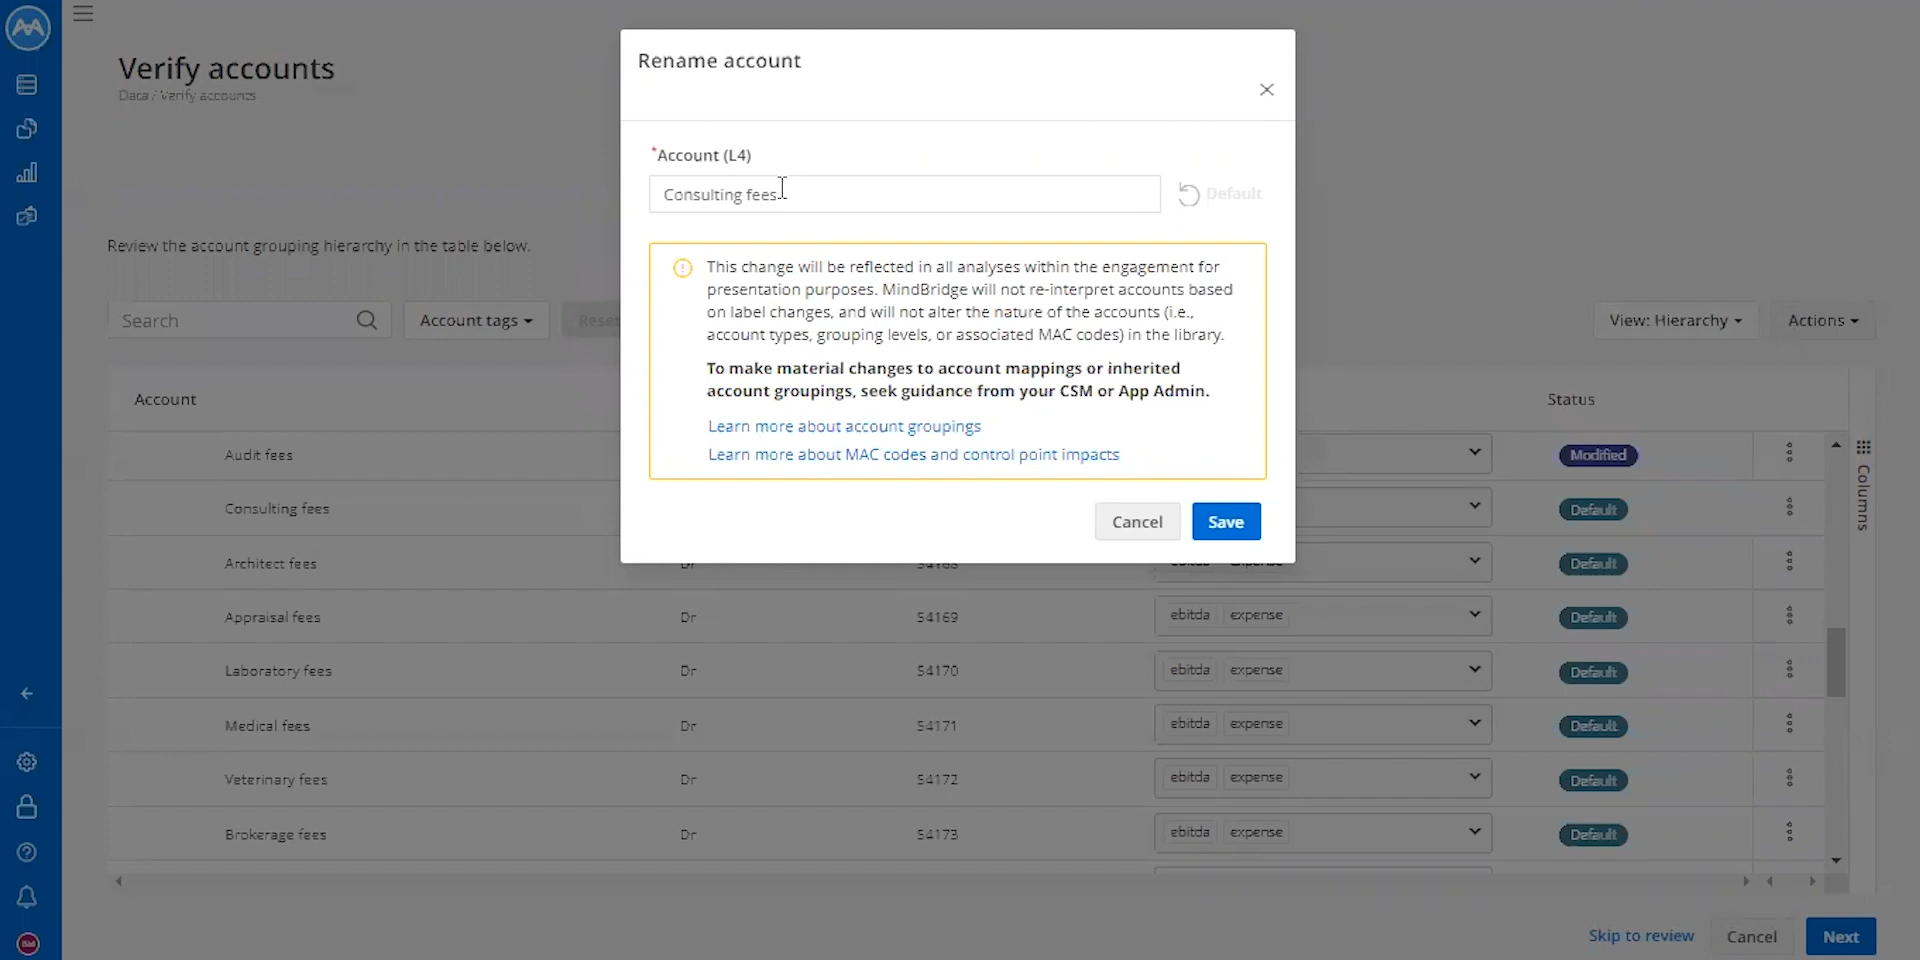 Verify accounts
Data / Verify accounts
Review the account grouping hierarchy in the table below.
Search
Account tags
Rese
View: Hierarchy
Actions
Account
Status
Audit fees
Modified
Consulting fees
Default
Architect fees
Dr
54168
ebitda expense
Default
Appraisal fees
Dr
54169
ebitda expense
Default
Laboratory fees
Dr
54170
ebitda expense
Default
Medical fees
Dr
54171
ebitda expense
Default
Veterinary fees
Dr
54172
ebitda expense
Default
Brokerage fees
Dr
54173
ebitda expense
Default
Columns
Skip to review
Cancel
Next
Rename account
*Account (L4)
Consulting fees
Default
This change will be reflected in all analyses within the engagement for
presentation purposes. MindBridge will not re-interpret accounts based
on label changes, and will not alter the nature of the accounts (i.e.,
account types, grouping levels, or associated MAC codes) in the library.
To make material changes to account mappings or inherited
account groupings, seek guidance from your CSM or App Admin.
Learn more about account groupings
Learn more about MAC codes and control point impacts
Cancel
Save